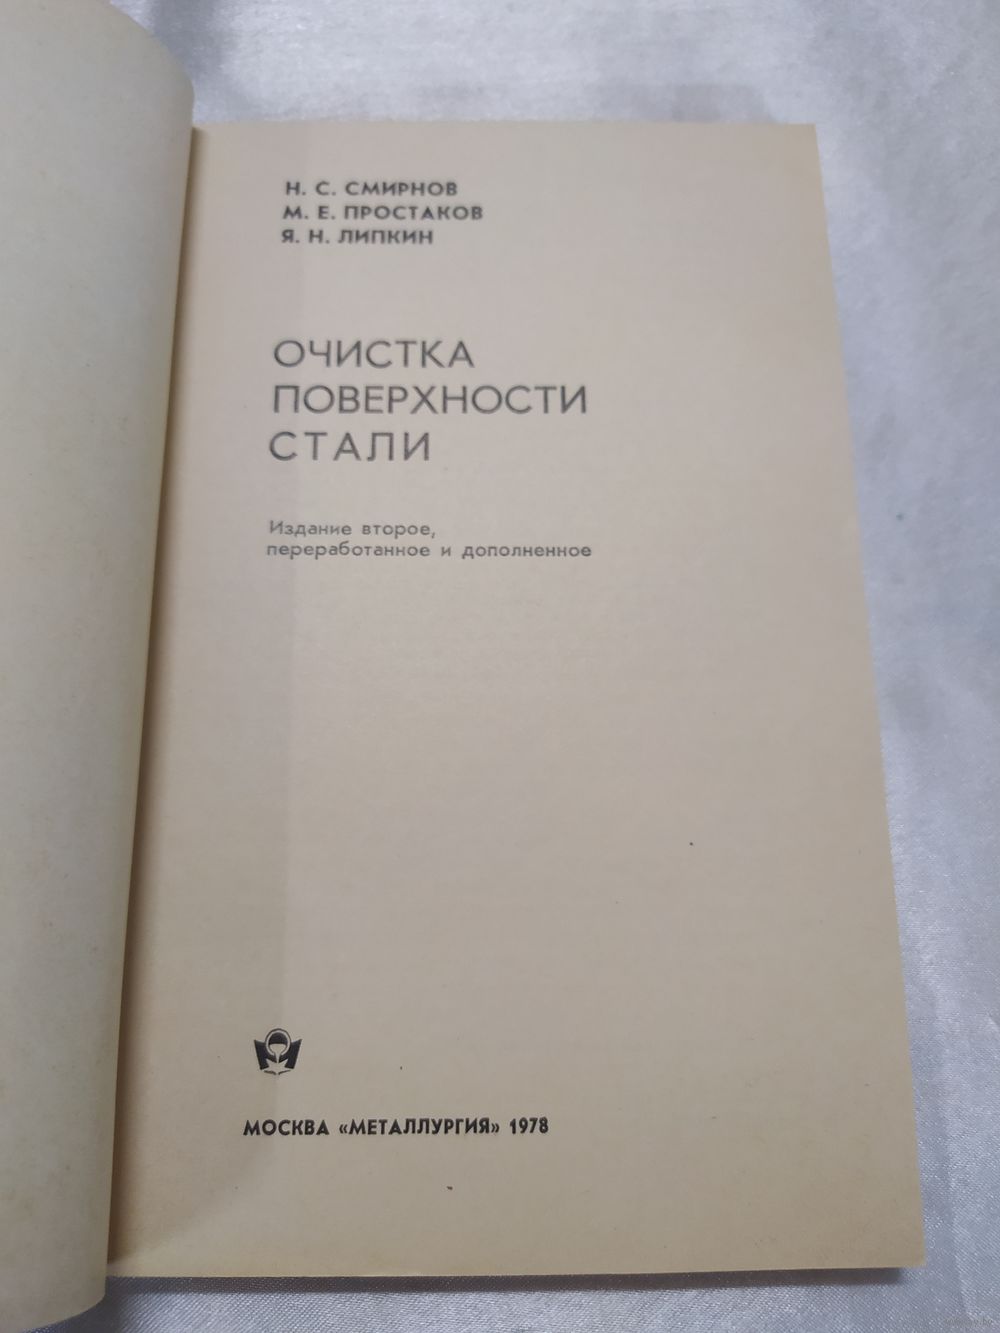 Н. С. СМИРНОВ
М. Е. ПРОСТАКОВ
Я. Н. ЛИПКИН
ОЧИСТКА
ПОВЕРХНОСТИ
СТАЛИ
Издание второе,
переработанное и дополненное
МОСКВА «МЕТАЛЛУРГИЯ» 1978